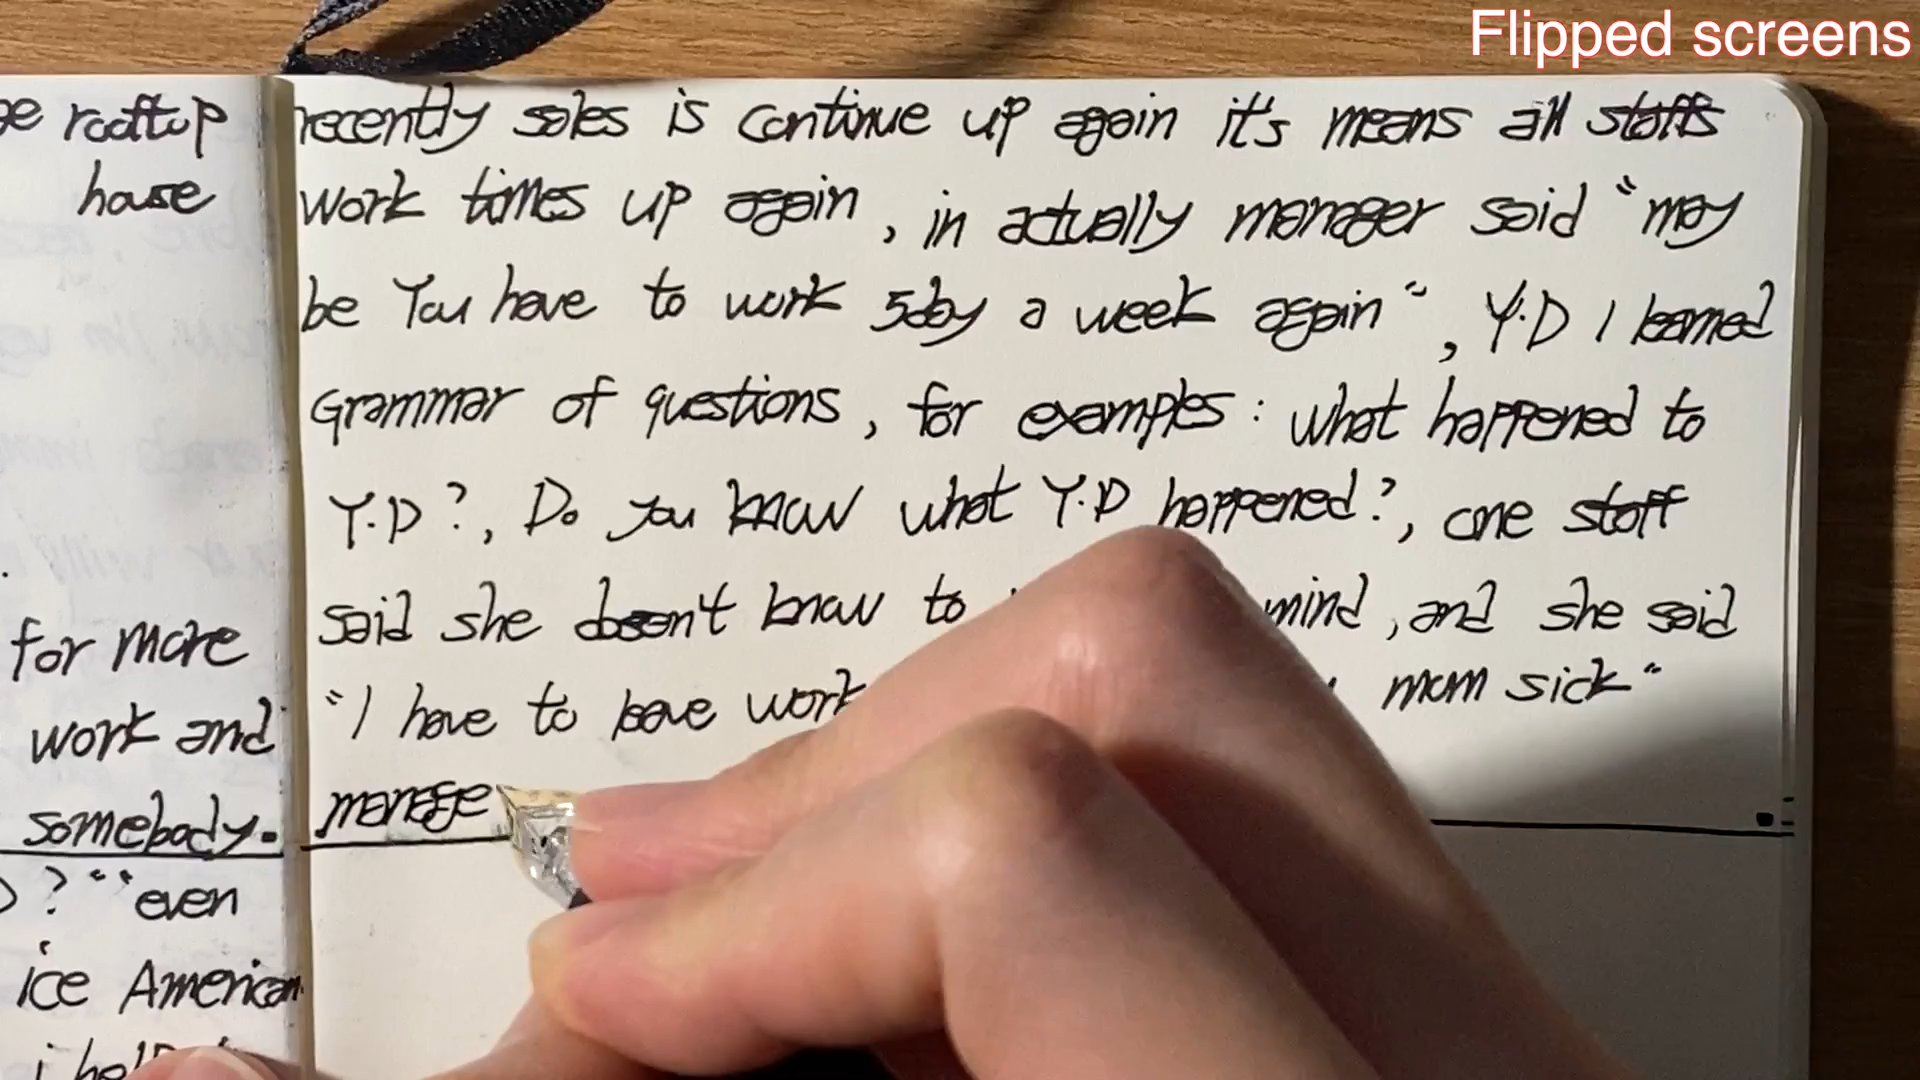 Flipped screens
recently sales is continue up again it's means all staffs
work times up again, in actually manager said "may
be You have to work 5day a week again", Y.D I learned
Grammar of questions, for examples: what happened to
Y.D?, Do you know what Y.D happened?, one staff
said she doesn't know to mind, and she said
"I have to leave work mom sick"
manage
rooftop
house
for more
work and
somebody.
? "" even
ice American
i